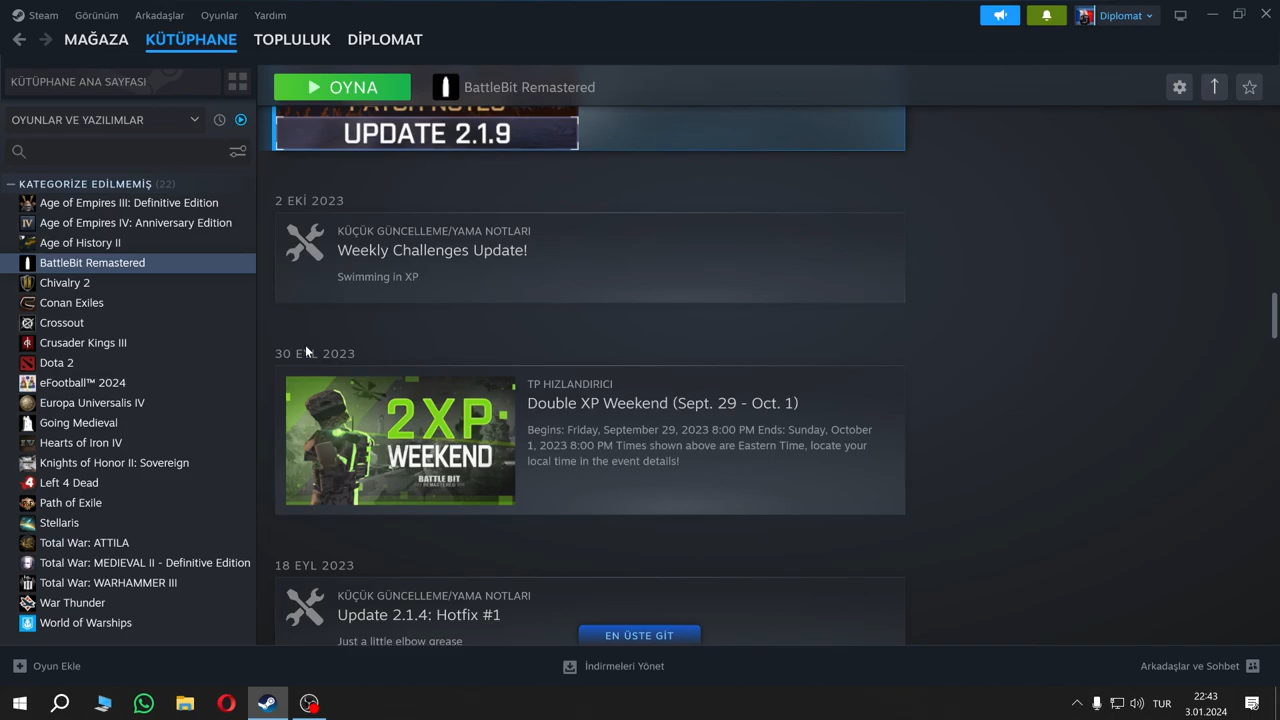 Steam Görünüm Arkadaşlar Oyunlar Yardım
Diplomat
MAĞAZA KÜTÜPHANE TOPLULUK DİPLOMAT
KÜTÜPHANE ANA SAYFASI
OYNA
BattleBit Remastered
OYUNLAR VE YAZILIMLAR
KATEGORİZE EDİLMEMİŞ (22)
Age of Empires III: Definitive Edition
Age of Empires IV: Anniversary Edition
Age of History II
BattleBit Remastered
Chivalry 2
Conan Exiles
Crossout
Crusader Kings III
Dota 2
eFootball™ 2024
Europa Universalis IV
Going Medieval
Hearts of Iron IV
Knights of Honor II: Sovereign
Left 4 Dead
Path of Exile
Stellaris
Total War: ATTILA
Total War: MEDIEVAL II - Definitive Edition
Total War: WARHAMMER III
War Thunder
World of Warships
PATCH NOTES
UPDATE 2.1.9
2 EKİ 2023
KÜÇÜK GÜNCELLEME/YAMA NOTLARI
Weekly Challenges Update!
Swimming in XP
30 EYL 2023
2XP
WEEKEND
BATTLE BIT
REMASTERED
TP HIZLANDIRICI
Double XP Weekend (Sept. 29 - Oct. 1)
Begins: Friday, September 29, 2023 8:00 PM Ends: Sunday, October
1, 2023 8:00 PM Times shown above are Eastern Time, locate your
local time in the event details!
18 EYL 2023
KÜÇÜK GÜNCELLEME/YAMA NOTLARI
Update 2.1.4: Hotfix #1
Just a little elbow grease
EN ÜSTE GİT
Oyun Ekle
İndirmeleri Yönet
Arkadaşlar ve Sohbet
TUR
22:43
3.01.2024